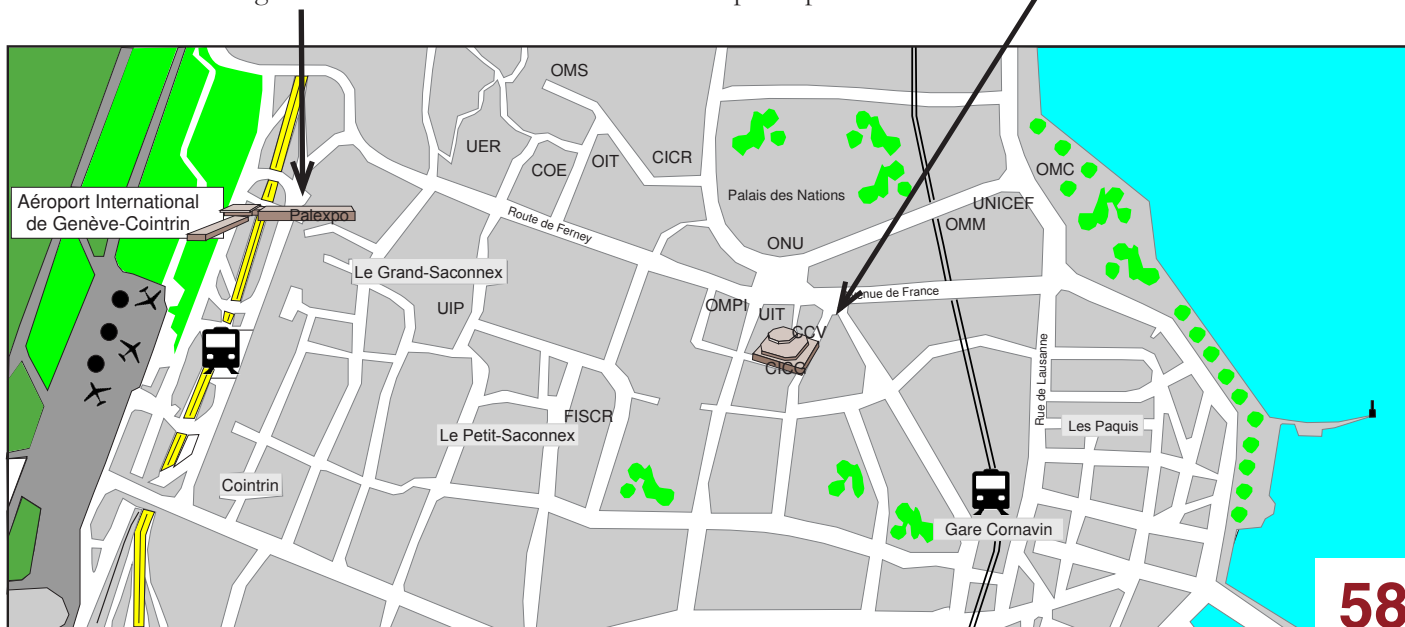 OMS
UER
COE
OIT
CICR
OMC
Palais des Nations
UNICEF
OMM
ONU
Aéroport International
de Genève-Cointrin
Palexpo
Route de Ferney
Le Grand-Saconnex
UIP
OMPI
UIT
CCV
CICG
enue de France
Rue de Lausanne
FISCR
Le Petit-Saconnex
Les Paquis
Cointrin
Gare Cornavin
58